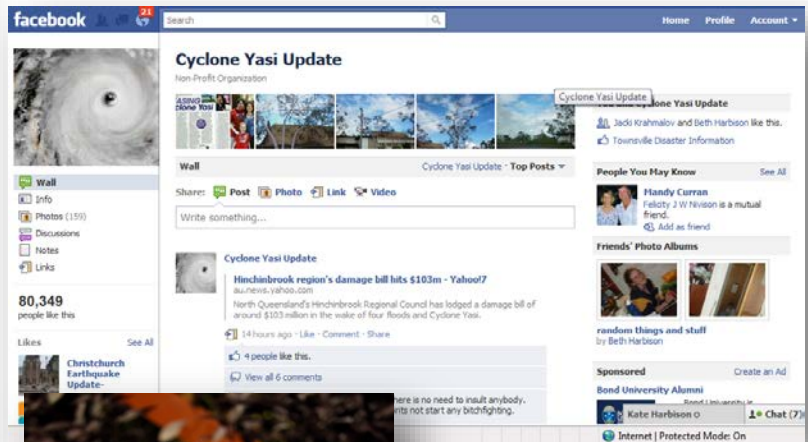 facebook
21
Search
Home Profile Account
Cyclone Yasi Update
Non-Profit Organization
Cyclone Yasi Update
Wall
Info
Photos (159)
Discussions
Notes
Links
80,349
people like this
Likes See All
Christchurch
Earthquake
Update-
Wall Cyclone Yasi Update · Top Posts
Share: Post Photo Link Video
Write something...
Cyclone Yasi Update
Hinchinbrook region's damage bill hits $103m - Yahoo!7
au.news.yahoo.com
North Queensland's Hinchinbrook Regional Council has lodged a damage bill of
around $103 million in the wake of four floods and Cyclone Yasi.
14 hours ago · Like · Comment · Share
4 people like this.
View all 6 comments
there is no need to insult anybody.
not start any bitchfighting.
Cyclone Yasi Update
Jacki Krahmalov and Beth Harbison like this.
Townsville Disaster Information
People You May Know See All
Mandy Curran
Felicity J W Nivison is a mutual
friend.
Add as friend
Friends' Photo Albums
random things and stuff
by Beth Harbison
Sponsored Create an Ad
Bond University Alumni
Kate Harbison
Chat (7)
Internet | Protected Mode: On